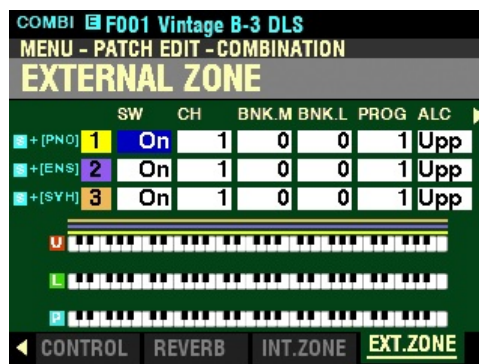 COMBI E F001 Vintage B-3 DLS
MENU - PATCH EDIT - COMBINATION
EXTERNAL ZONE
SW CH BNK.M BNK.L PROG ALC
S +[PNO] 1 On 1 0 0 1 Upp
S +[ENS] 2 On 1 0 0 1 Upp
S +[SYH] 3 On 1 0 0 1 Upp
U
L
P
CONTROL REVERB INT.ZONE EXT.ZONE